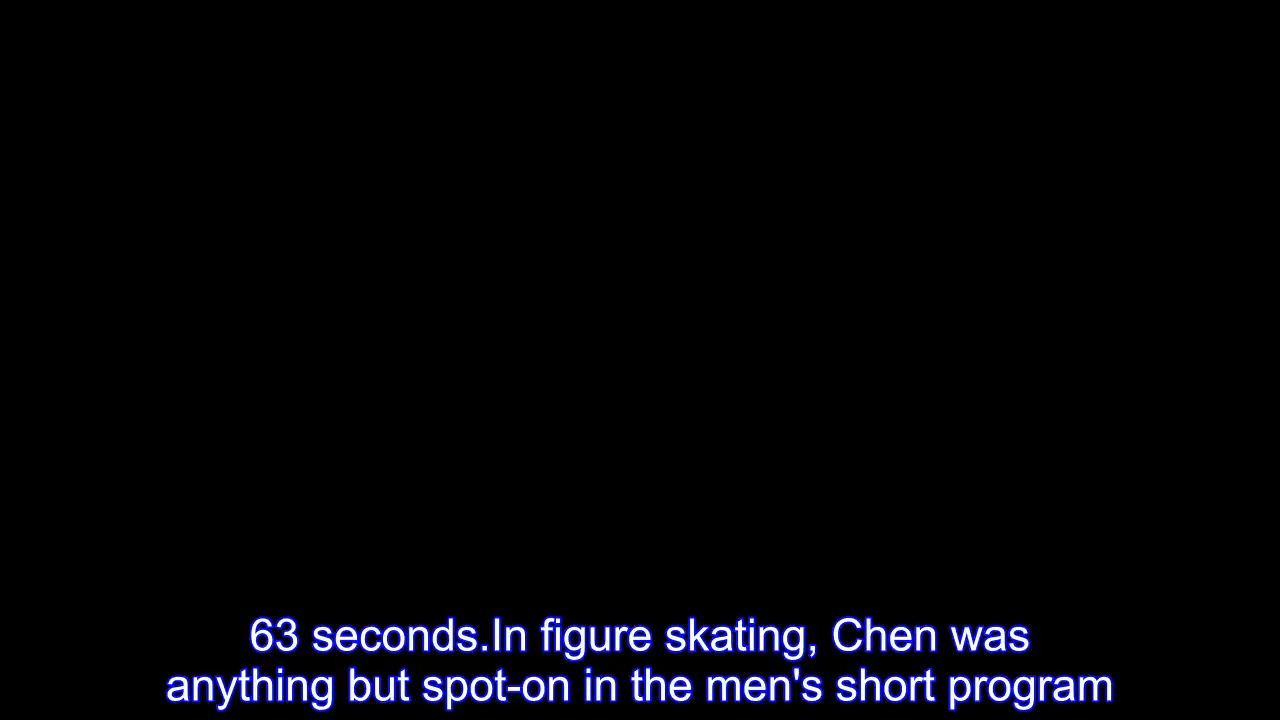 63 seconds.In figure skating, Chen was
anything but spot-on in the men's short program